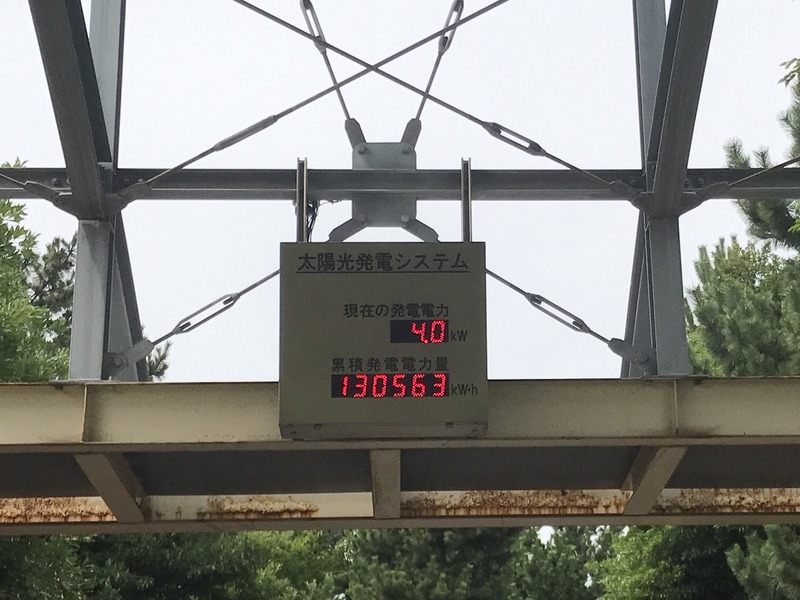 太陽光発電システム
現在の発電電力
4.0 kW
累積発電電力量
130563 kW·h